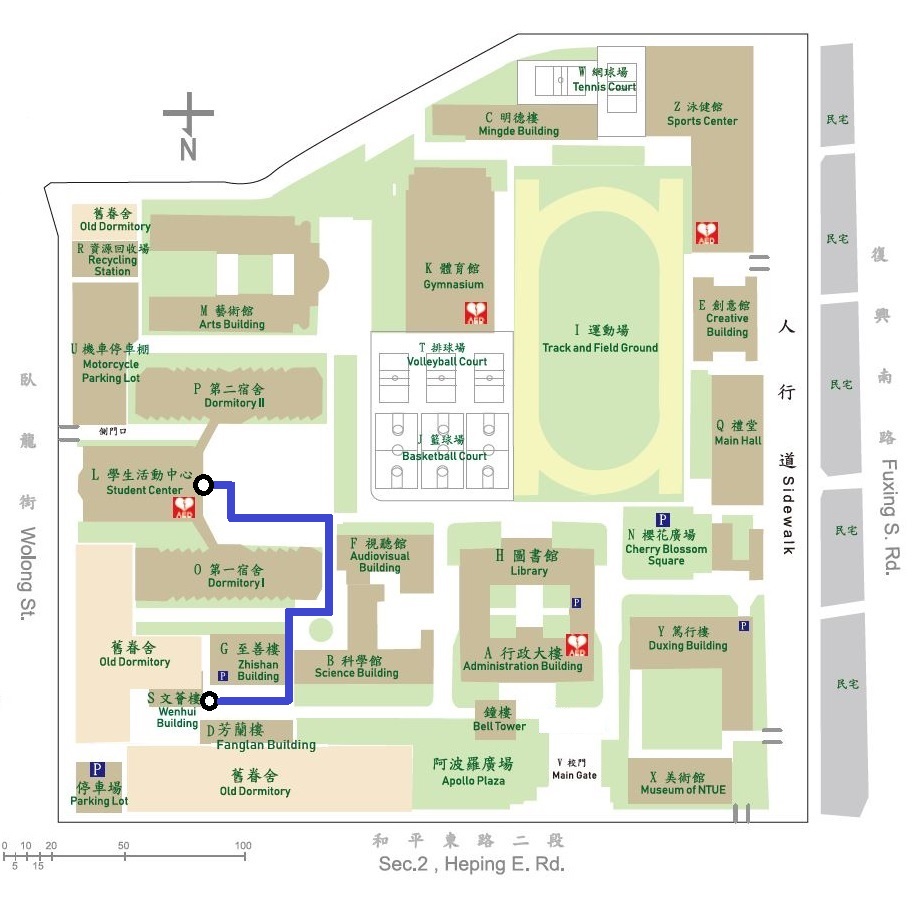 W 網球場
Tennis Court
C 明德樓
Mingde Building
Z 泳健館
Sports Center
民宅
N
舊眷舍
Old Dormitory
R 資源回收場
Recycling
Station
AED
民宅
復興南路 Fuxing S. Rd.
K 體育館
Gymnasium
AED
M 藝術館
Arts Building
E 創意館
Creative
Building
人行道 Sidewalk
I 運動場
Track and Field Ground
U 機車停車棚
Motorcycle
Parking Lot
T 排球場
Volleyball Court
P 第二宿舍
Dormitory II
民宅
臥龍街 Wolong St.
側門口
J 籃球場
Basketball Court
Q 禮堂
Main Hall
L 學生活動中心
Student Center
AED
P
N 櫻花廣場
Cherry Blossom
Square
民宅
F 視聽館
Audiovisual
Building
H 圖書館
Library
O 第一宿舍
Dormitory I
P
舊眷舍
Old Dormitory
G 至善樓
Zhishan
Building
P
B 科學館
Science Building
A 行政大樓
Administration Building
AED
Y 篤行樓
Duxing Building
P
民宅
S 文薈樓
Wenhui
Building
D 芳蘭樓
Fanglan Building
鐘樓
Bell Tower
P
停車場
Parking Lot
舊眷舍
Old Dormitory
阿波羅廣場
Apollo Plaza
V 校門
Main Gate
X 美術館
Museum of NTUE
和平東路二段
Sec.2 , Heping E. Rd.
0 10 20 50 100
5 15